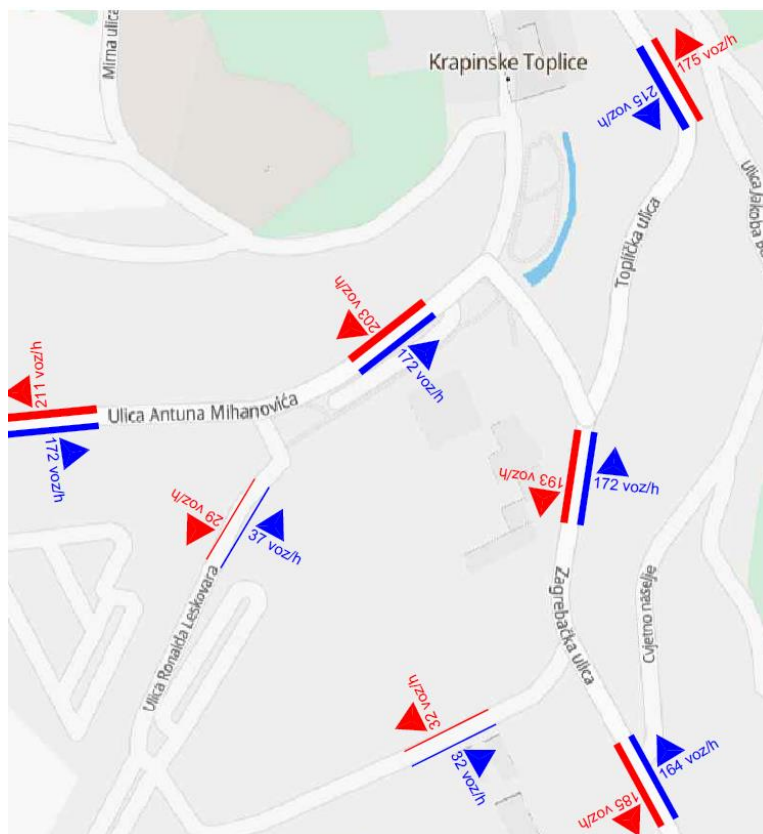 Mirna ulica
Krapinske Toplice
175 voz/h
215 voz/h
Toplička ulica
203 voz/h
172 voz/h
211 voz/h
Ulica Antuna Mihanovića
172 voz/h
193 voz/h
172 voz/h
29 voz/h
37 voz/h
Ulica Ronalda Leskovara
Zagrebačka ulica
Cvjetno naselje
32 voz/h
32 voz/h
164 voz/h
185 voz/h
Ulica Jakoba